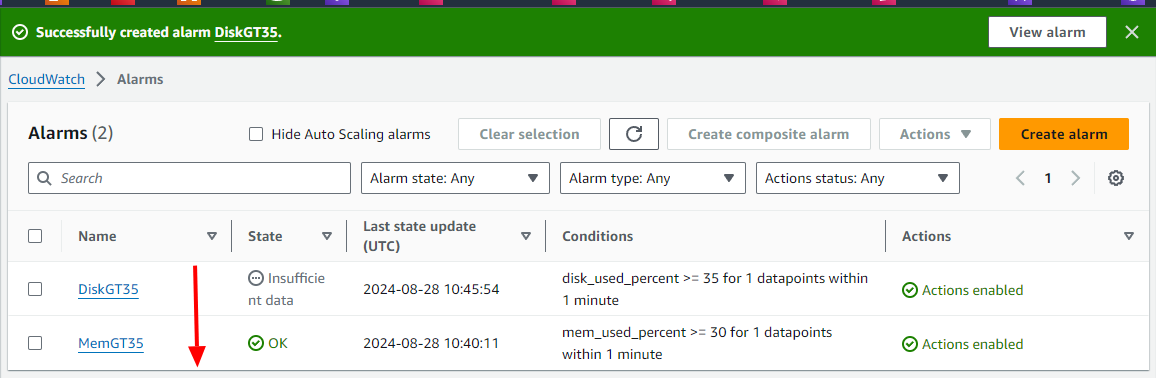 Successfully created alarm DiskGT35.
View alarm
CloudWatch
Alarms
Alarms (2)
Hide Auto Scaling alarms
Clear selection
Create composite alarm
Actions
Create alarm
Search
Alarm state: Any
Alarm type: Any
Actions status: Any
1
Name
State
Last state update
(UTC)
Conditions
Actions
DiskGT35
Insufficie
nt data
2024-08-28 10:45:54
disk_used_percent >= 35 for 1 datapoints within
1 minute
Actions enabled
MemGT35
OK
2024-08-28 10:40:11
mem_used_percent >= 30 for 1 datapoints
within 1 minute
Actions enabled